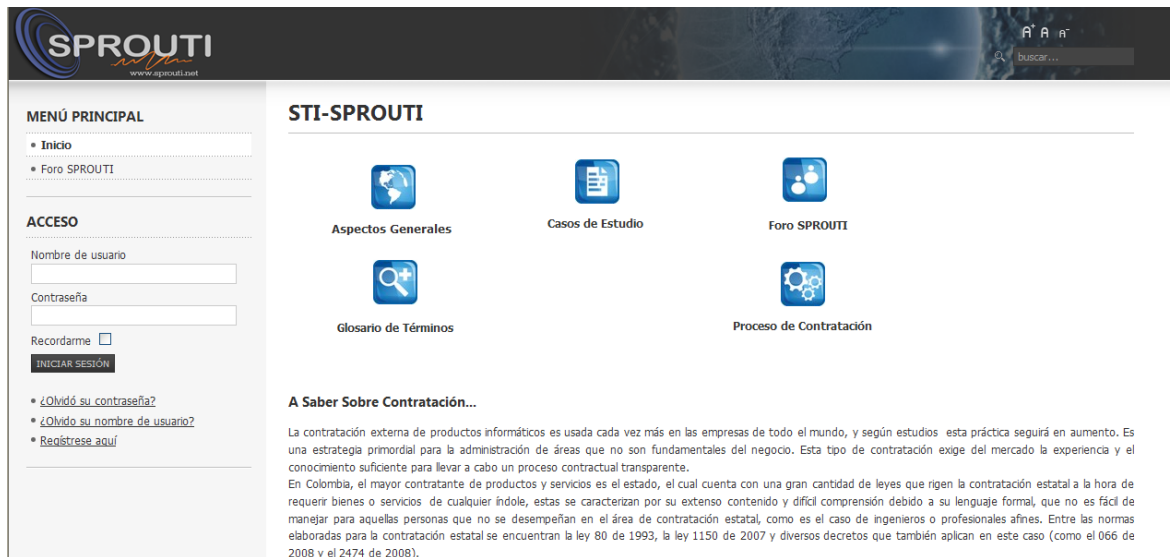 SPROUTI
www.sprouti.net
A+ A A-
buscar...
MENÚ PRINCIPAL
Inicio
Foro SPROUTI
ACCESO
Nombre de usuario
Contraseña
Recordarme
INICIAR SESIÓN
¿Olvidó su contraseña?
¿Olvido su nombre de usuario?
Regístrese aquí
STI-SPROUTI
Aspectos Generales
Casos de Estudio
Foro SPROUTI
Glosario de Términos
Proceso de Contratación
A Saber Sobre Contratación...
La contratación externa de productos informáticos es usada cada vez más en las empresas de todo el mundo, y según estudios esta práctica seguirá en aumento. Es
una estrategia primordial para la administración de áreas que no son fundamentales del negocio. Este tipo de contratación exige del mercado la experiencia y el
conocimiento suficiente para llevar a cabo un proceso contractual transparente.
En Colombia, el mayor contratante de productos y servicios es el estado, el cual cuenta con una gran cantidad de leyes que rigen la contratación estatal a la hora de
requerir bienes o servicios de cualquier índole, estas se caracterizan por su extenso contenido y difícil comprensión debido a su lenguaje formal, que no es fácil de
manejar para aquellas personas que no se desempeñan en el área de contratación estatal, como es el caso de ingenieros o profesionales afines. Entre las normas
elaboradas para la contratación estatal se encuentran la ley 80 de 1993, la ley 1150 de 2007 y diversos decretos que también aplican en este caso (como el 066 de
2008 y el 2474 de 2008).